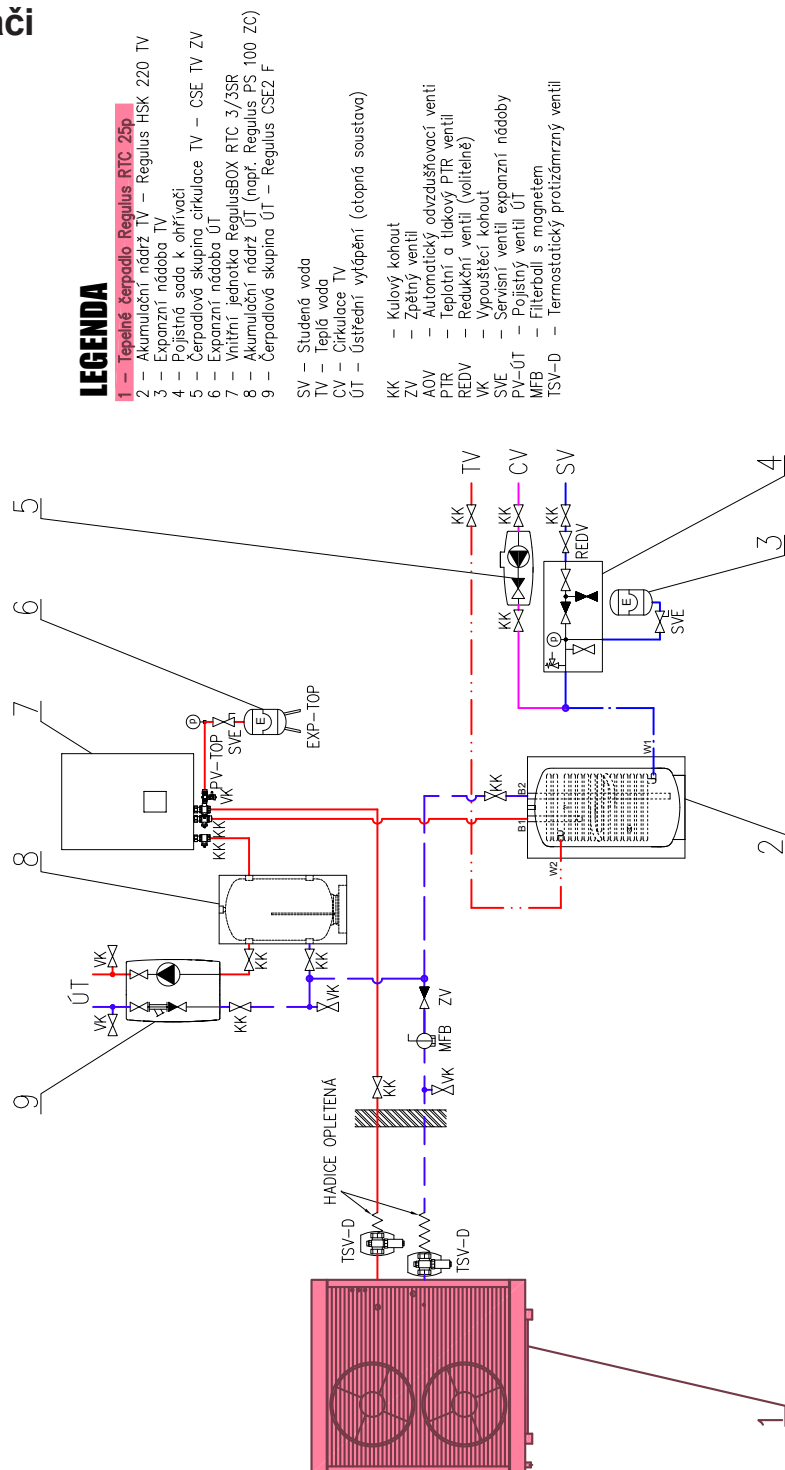 ači
LEGENDA
1 – Tepelné čerpadlo Regulus RTC 25p
2 – Akumulační nádrž TV – Regulus HSK 220 TV
3 – Expanzní nádoba TV
4 – Pojistná sada k ohřívači
5 – Čerpadlová skupina cirkulace TV – CSE TV ZV
6 – Expanzní nádoba ÚT
7 – Vnitřní jednotka RegulusBOX RTC 3/3SR
8 – Akumulační nádrž ÚT (např. Regulus PS 100 ZC)
9 – Čerpadlová skupina ÚT – Regulus CSE2 F
SV – Studená voda
TV – Teplá voda
CV – Cirkulace TV
ÚT – Ústřední vytápění (otopná soustava)
KK – Kulový kohout
ZV – Zpětný ventil
AOV – Automatický odvzdušňovací venti
PTR – Teplotní a tlakový PTR ventil
REDV – Redukční ventil (volitelně)
VK – Vypouštěcí kohout
SVE – Servisní ventil expanzní nádoby
PV–ÚT – Pojistný ventil ÚT
MFB – Filterball s magnetem
TSV–D – Termostatický protizámrzný ventil
9
8
7
6
5
ÚT
VK
VK
KK
KK
KK
VK
KK
KK
KK
VK
PV–TOP
P
SVE
E
EXP–TOP
TV
CV
SV
KK
KK
KK
KK
REDV
P
E
SVE
HADICE OPLETENÁ
TSV–D
TSV–D
KK
VK
MFB
ZV
KK
B1
B2
W2
W1
1
2
3
4